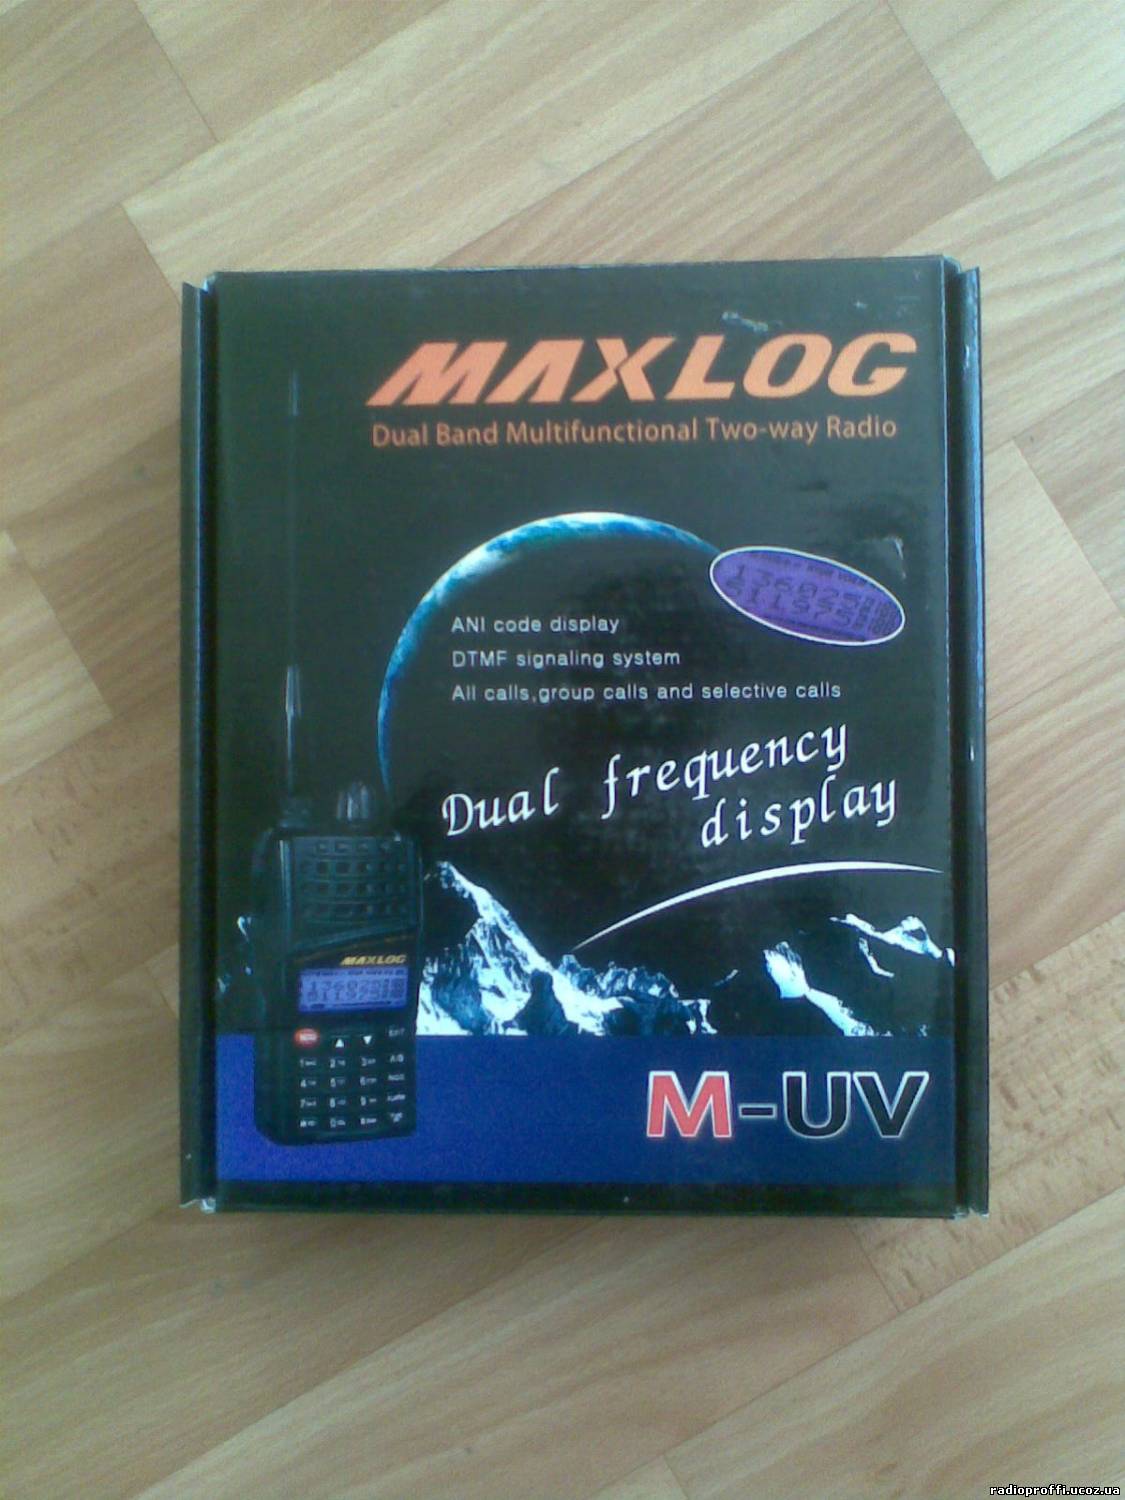 MAXLOG
Dual Band Multifunctional Two-way Radio
ANI code display
DTMF signaling system
All calls,group calls and selective calls
Dual frequency
display
MAXLOG
M-UV
radioproffi.ucoz.ua